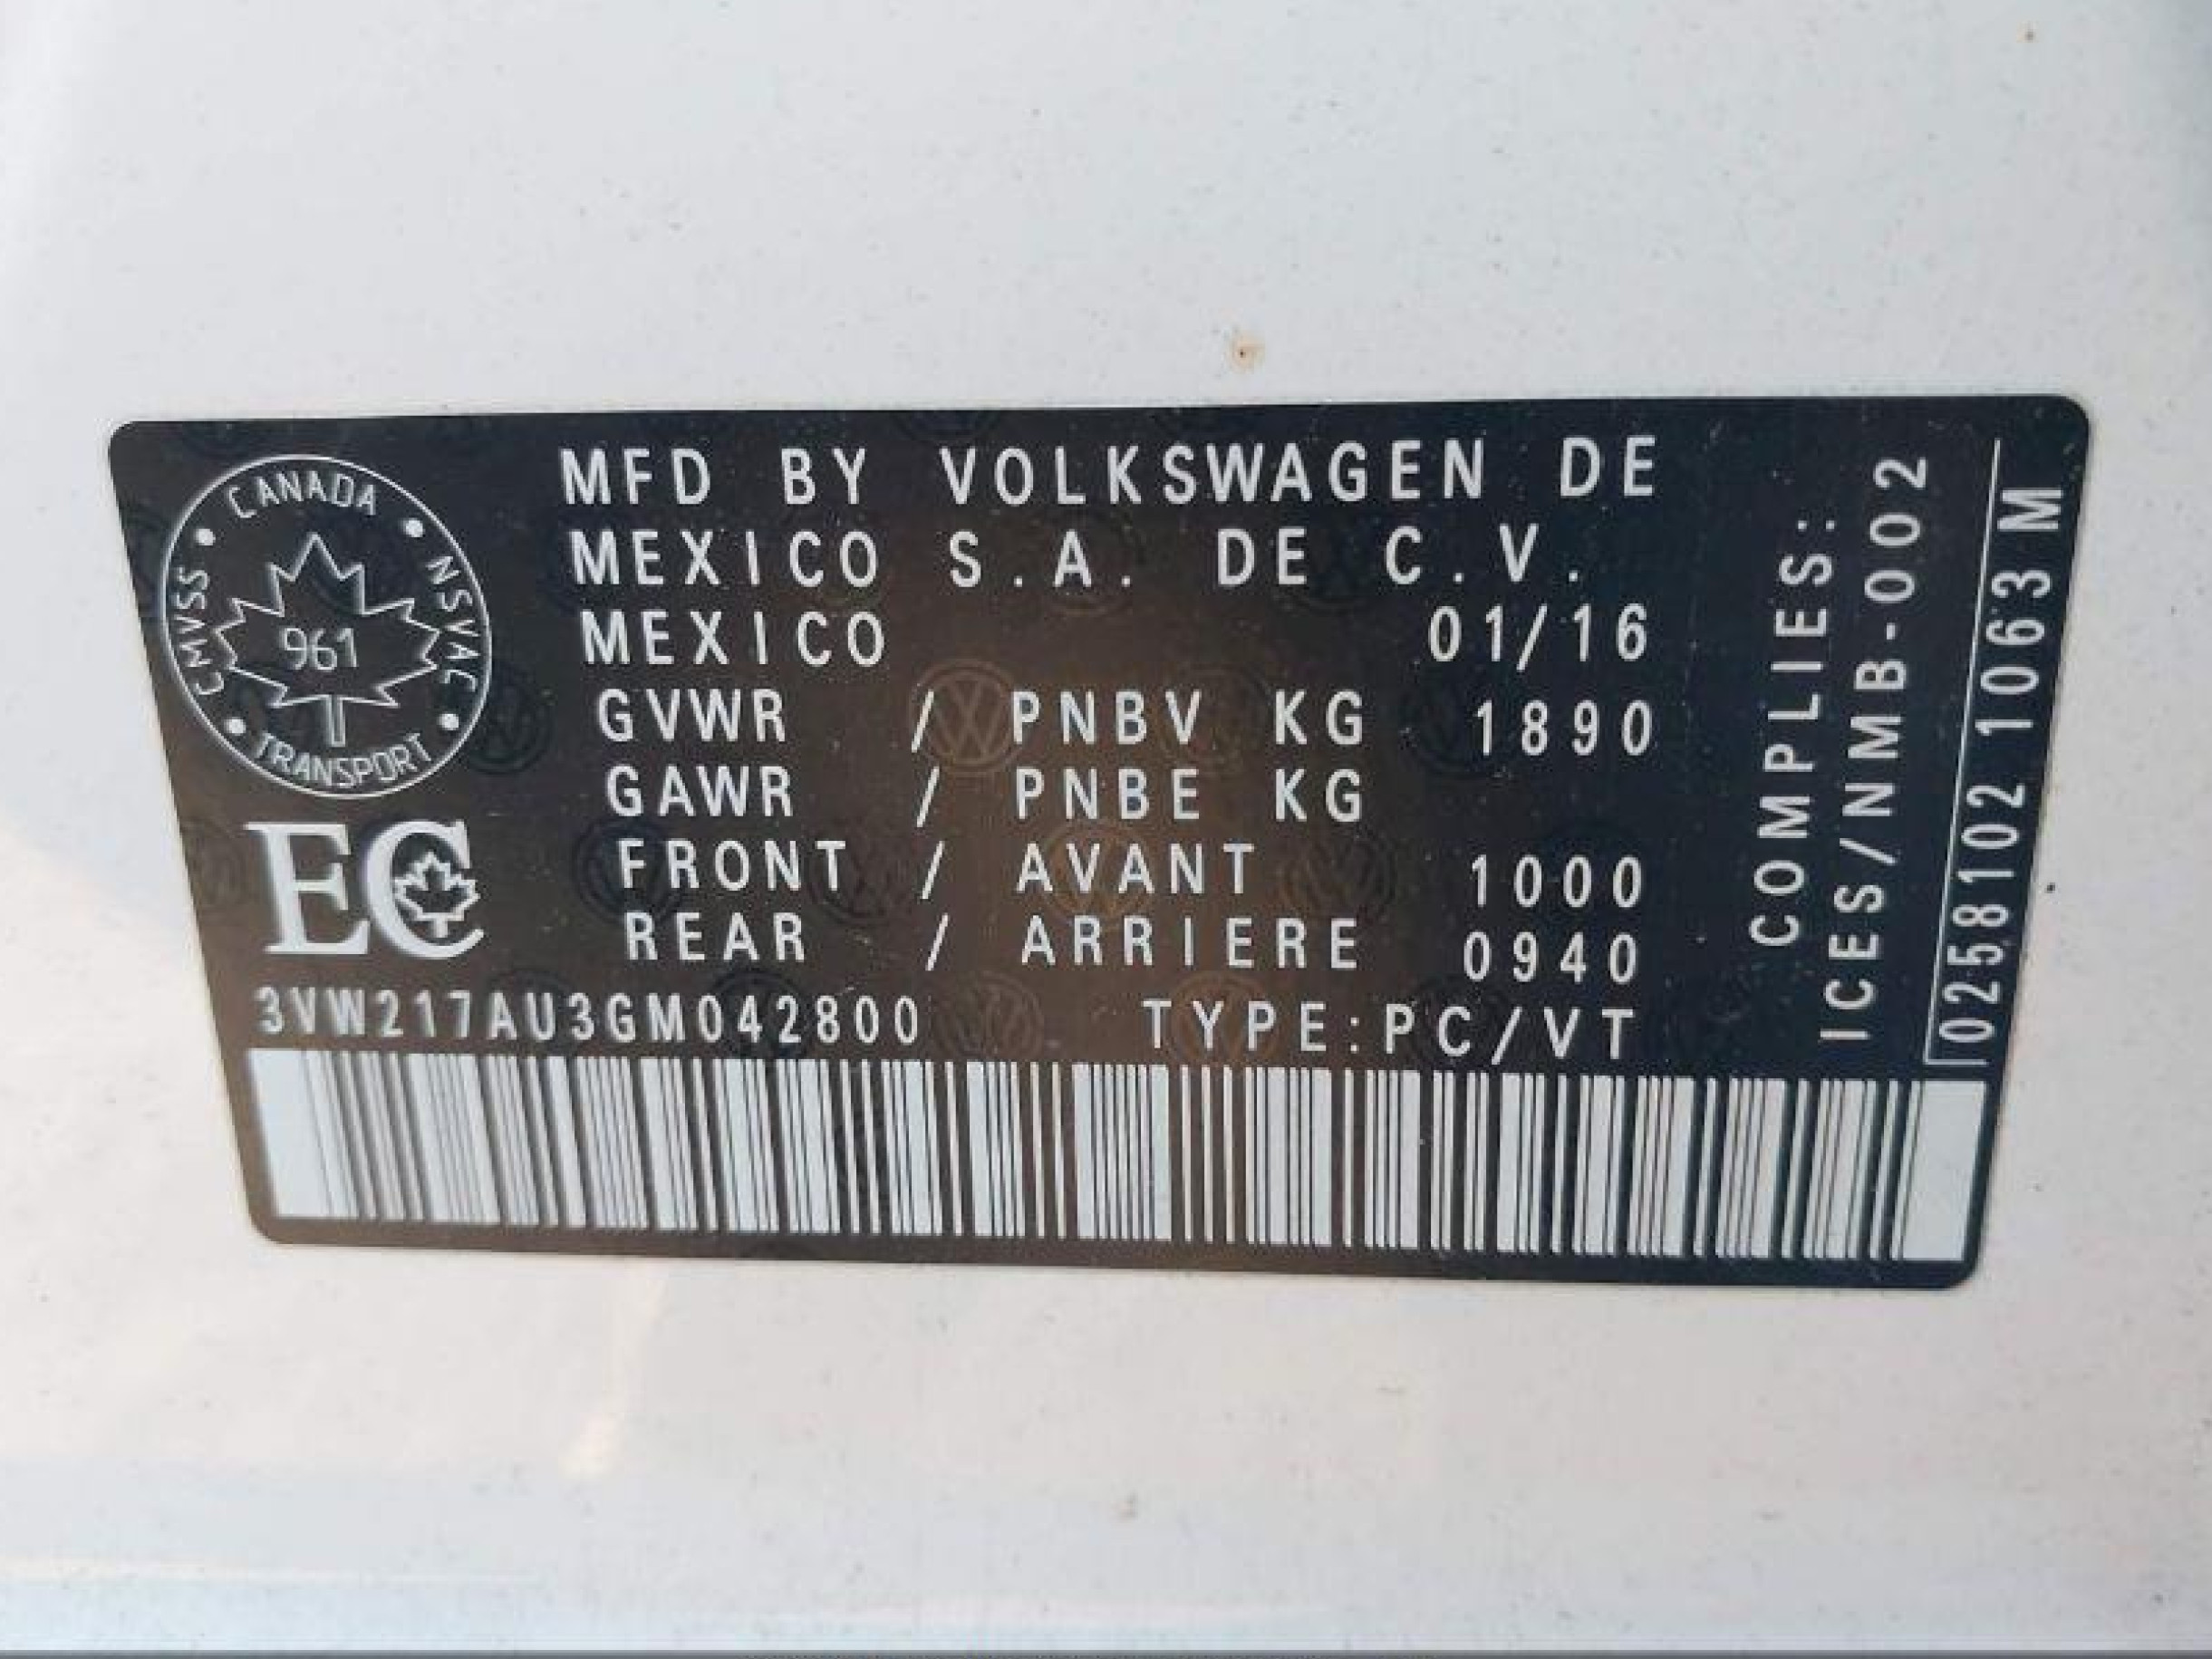 MFD BY VOLKSWAGEN DE
MEXICO S.A. DE C.V.
MEXICO 01/16
GVWR / PNBV KG 1890
GAWR / PNBE KG
FRONT / AVANT 1000
REAR / ARRIERE 0940
3VW217AU3GM042800 TYPE:PC/VT
CANADA
CMVSS
NSVAC
961
TRANSPORT
EC
COMPLIES:
ICES/NMB-002
0258102 1063 M